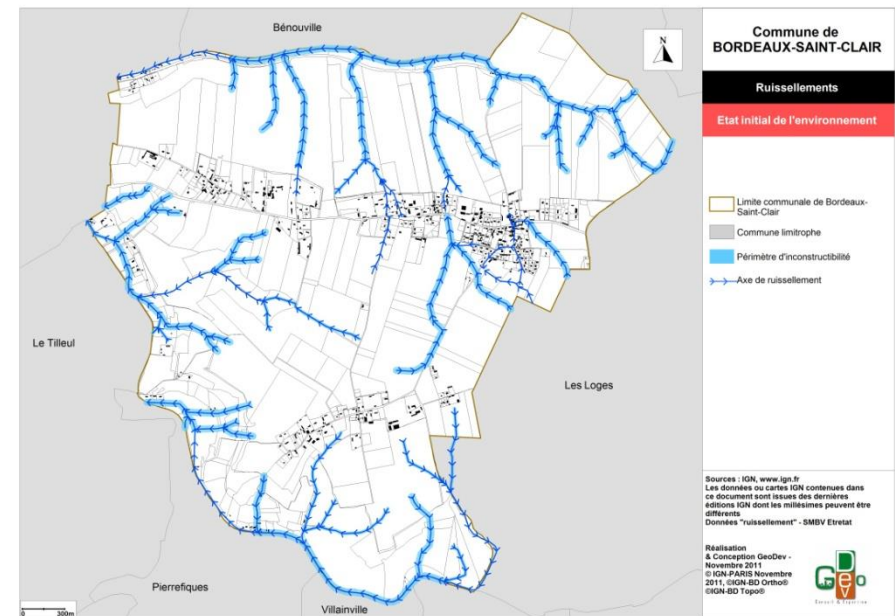 Bénouville
N
Le Tilleul
Les Loges
Pierrefiques
Villainville
0 300m
Commune de
BORDEAUX-SAINT-CLAIR
Ruissellements
Etat initial de l'environnement
Limite communale de Bordeaux-
Saint-Clair
Commune limitrophe
Périmètre d'inconstructibilité
Axe de ruissellement
Sources : IGN, www.ign.fr
Les données ou cartes IGN contenues dans
ce document sont issues des dernières
éditions IGN dont les millésimes peuvent être
différents
Données "ruissellement" - SMBV Etretat
Réalisation
& Conception GeoDev -
Novembre 2011
© IGN-PARIS Novembre
2011, ©IGN-BD Ortho®
©IGN-BD Topo®
Geo
DEV
Conseil & Expertise